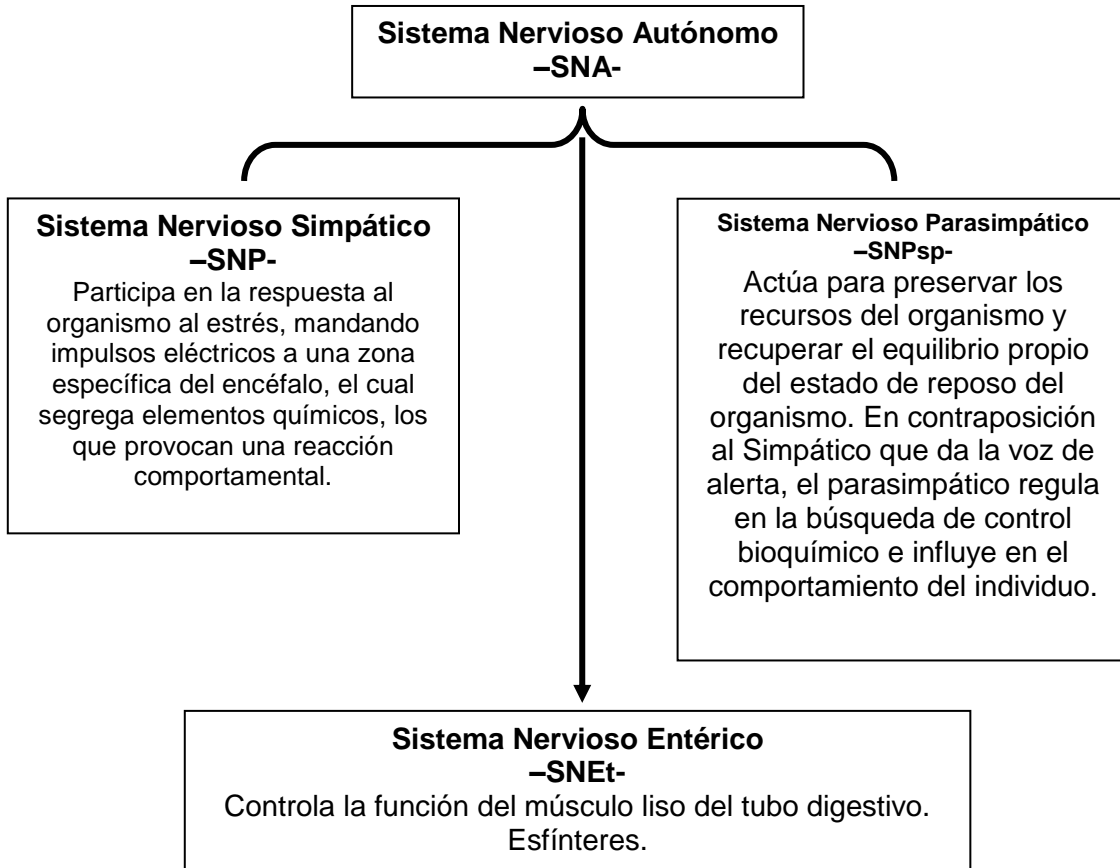 Sistema Nervioso Autónomo
–SNA-
Sistema Nervioso Simpático
–SNP-
Participa en la respuesta al
organismo al estrés, mandando
impulsos eléctricos a una zona
específica del encéfalo, el cual
segrega elementos químicos, los
que provocan una reacción
comportamental.
Sistema Nervioso Parasimpático
–SNPsp-
Actúa para preservar los
recursos del organismo y
recuperar el equilibrio propio
del estado de reposo del
organismo. En contraposición
al Simpático que da la voz de
alerta, el parasimpático regula
en la búsqueda de control
bioquímico e influye en el
comportamiento del individuo.
Sistema Nervioso Entérico
–SNEt-
Controla la función del músculo liso del tubo digestivo.
Esfínteres.